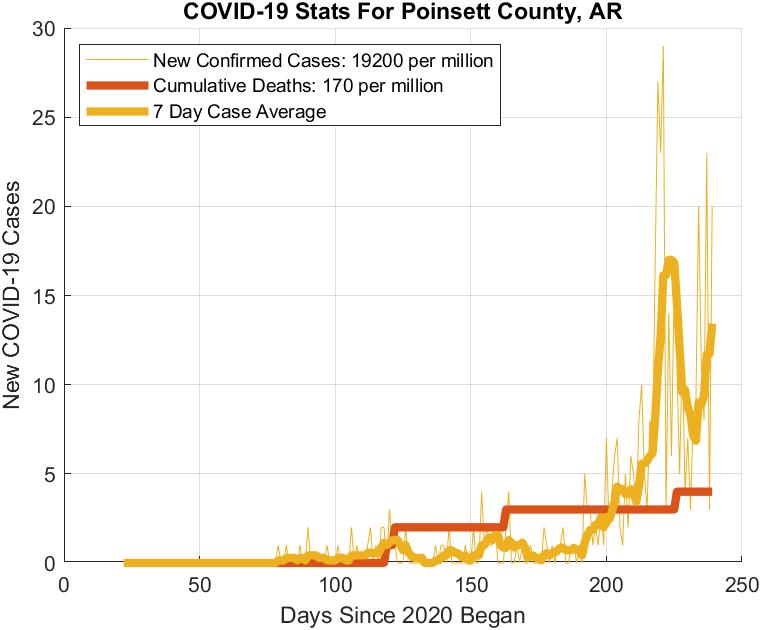 COVID-19 Stats For Poinsett County, AR
30
New Confirmed Cases: 19200 per million
Cumulative Deaths: 170 per million
7 Day Case Average
25
20
15
10
5
0
New COVID-19 Cases
0 50 100 150 200 250
Days Since 2020 Began